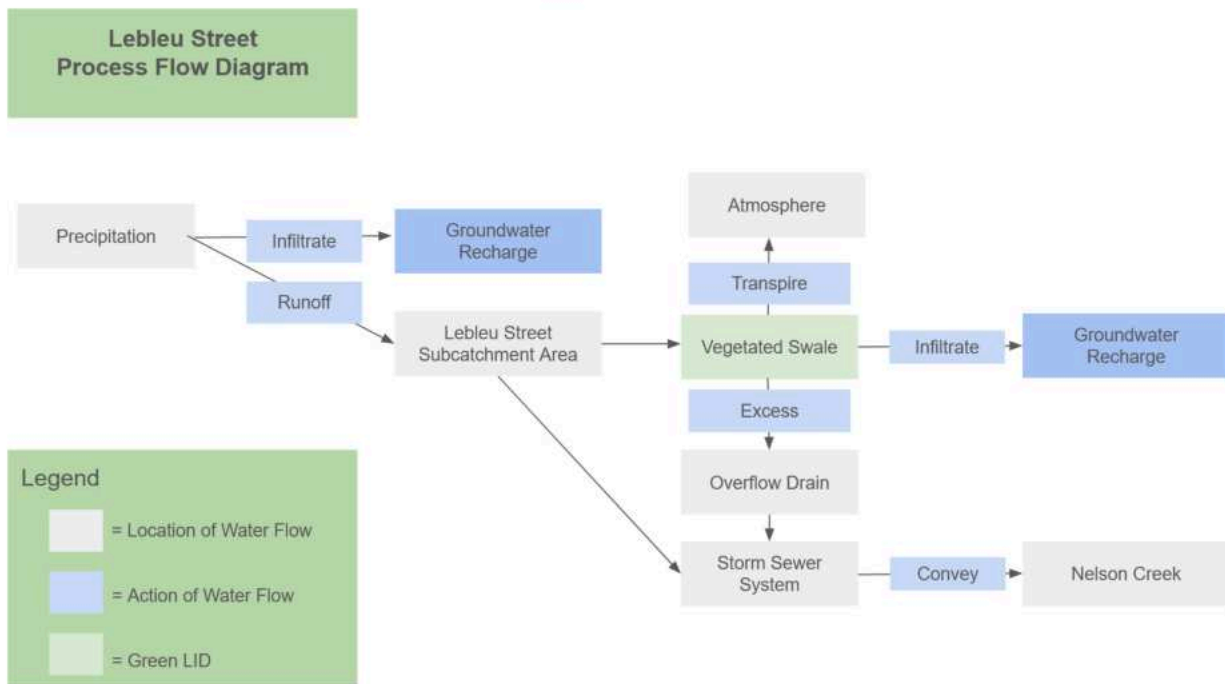 Lebleu Street
Process Flow Diagram
Precipitation
Infiltrate
Groundwater
Recharge
Runoff
Lebleu Street
Subcatchment Area
Atmosphere
Transpire
Vegetated Swale
Infiltrate
Groundwater
Recharge
Excess
Overflow Drain
Storm Sewer
System
Convey
Nelson Creek
Legend
= Location of Water Flow
= Action of Water Flow
= Green LID